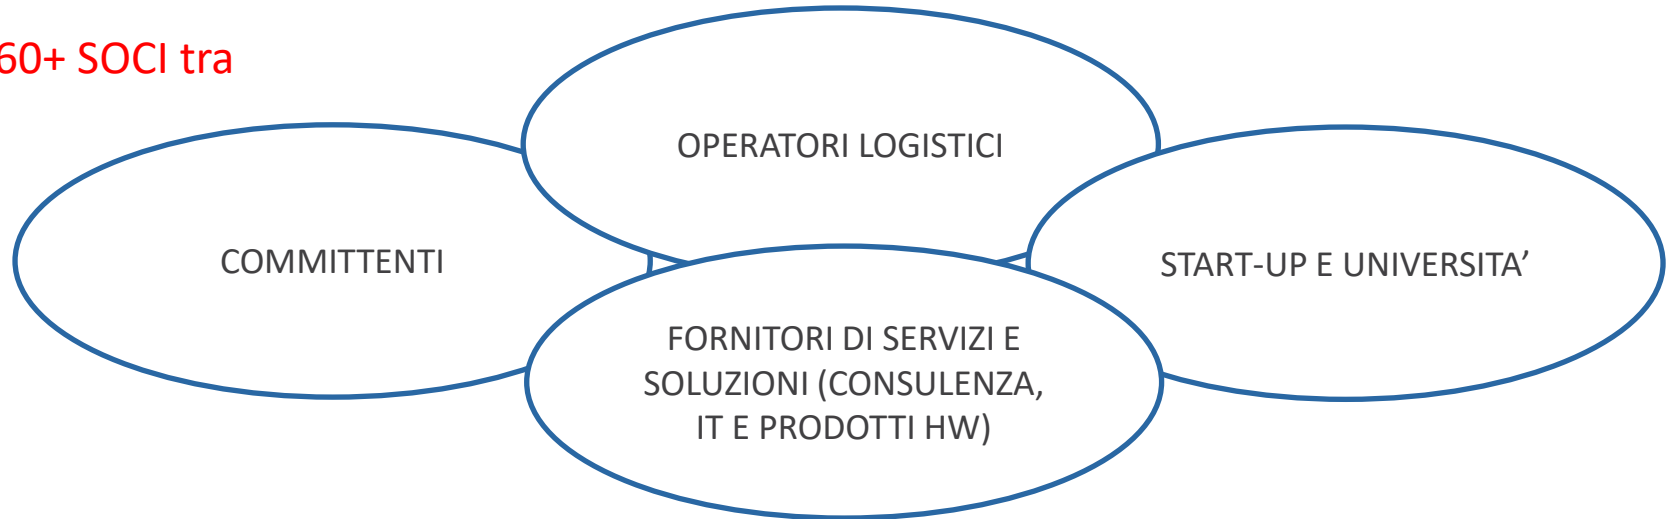 60+ SOCI tra
OPERATORI LOGISTICI
COMMITTENTI
START-UP E UNIVERSITA’
FORNITORI DI SERVIZI E
SOLUZIONI (CONSULENZA,
IT E PRODOTTI HW)